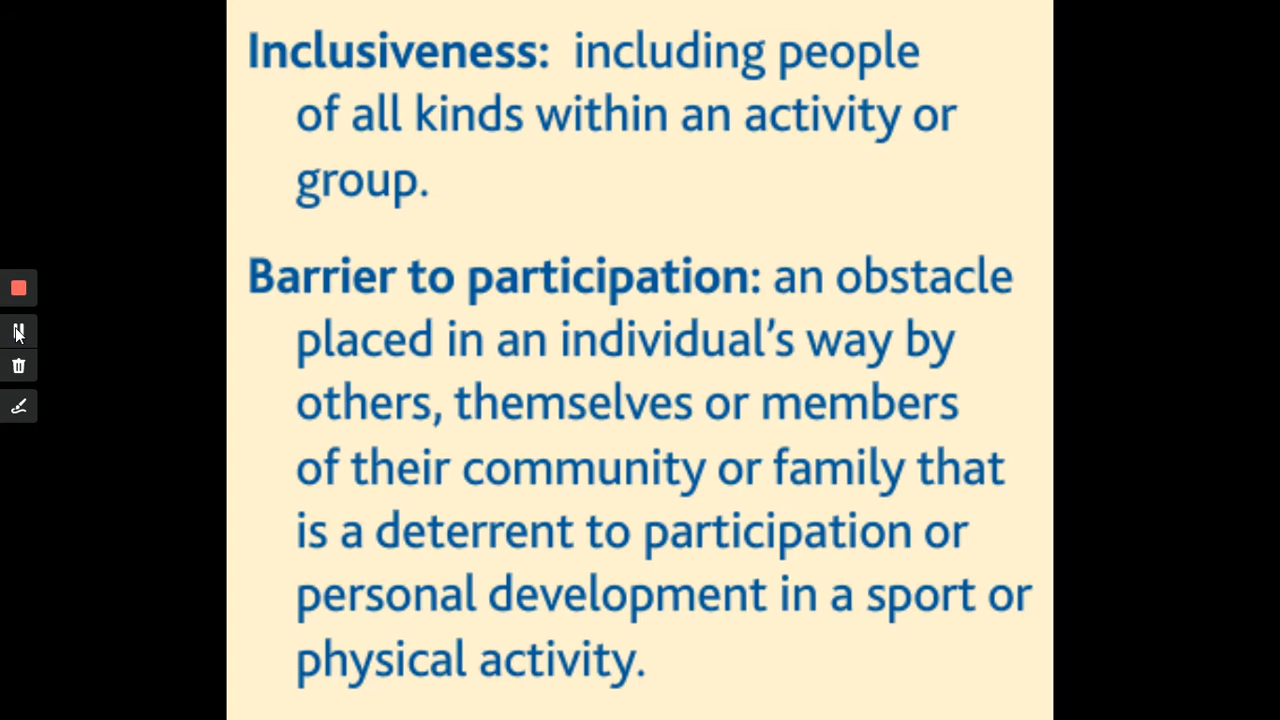 Inclusiveness: including people
of all kinds within an activity or
group.
Barrier to participation: an obstacle
placed in an individual’s way by
others, themselves or members
of their community or family that
is a deterrent to participation or
personal development in a sport or
physical activity.